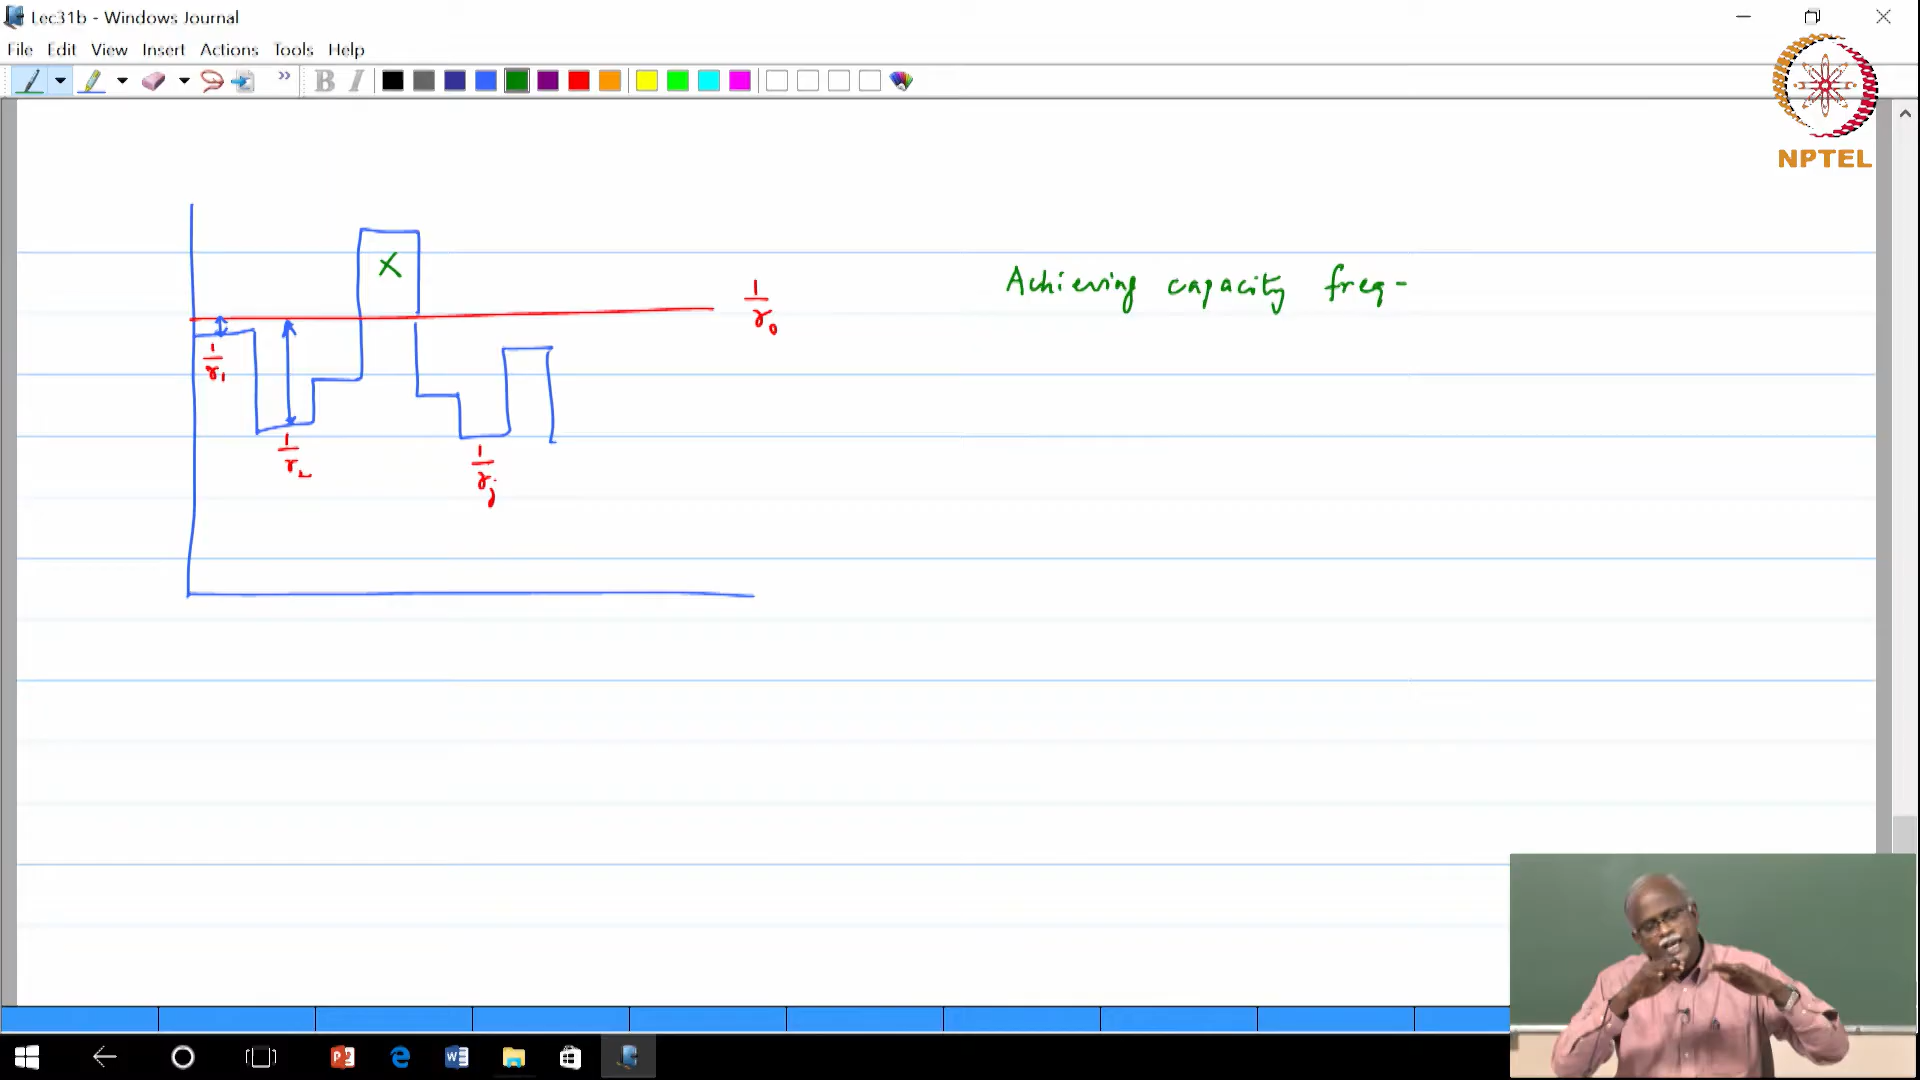 Lec31b - Windows Journal
File Edit View Insert Actions Tools Help
B I
NPTEL
X
1/γ₀
Achieving capacity freq-
1/γ₁
1/γ₂
1/γⱼ